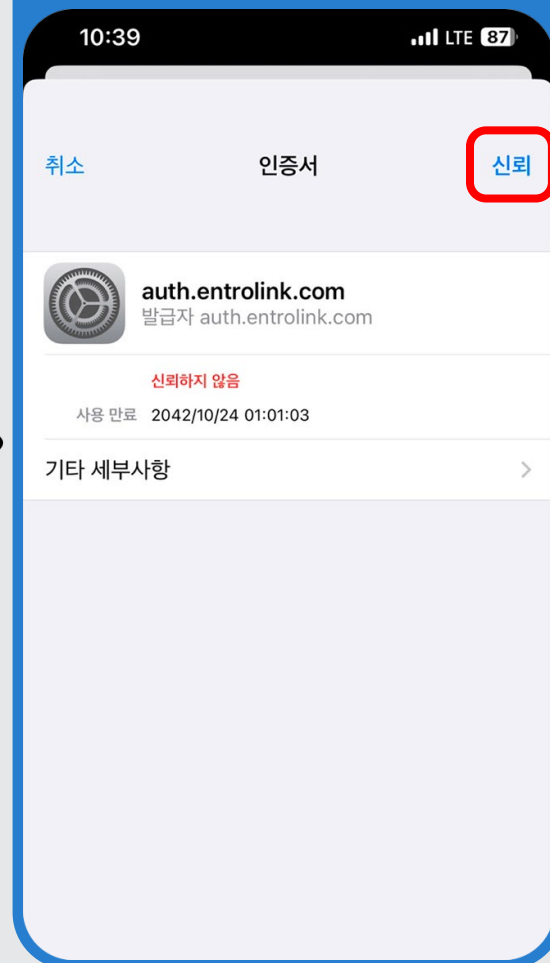 10:39 LTE 87
취소 인증서 신뢰
auth.entrolink.com
발급자 auth.entrolink.com
신뢰하지 않음
사용 만료 2042/10/24 01:01:03
기타 세부사항